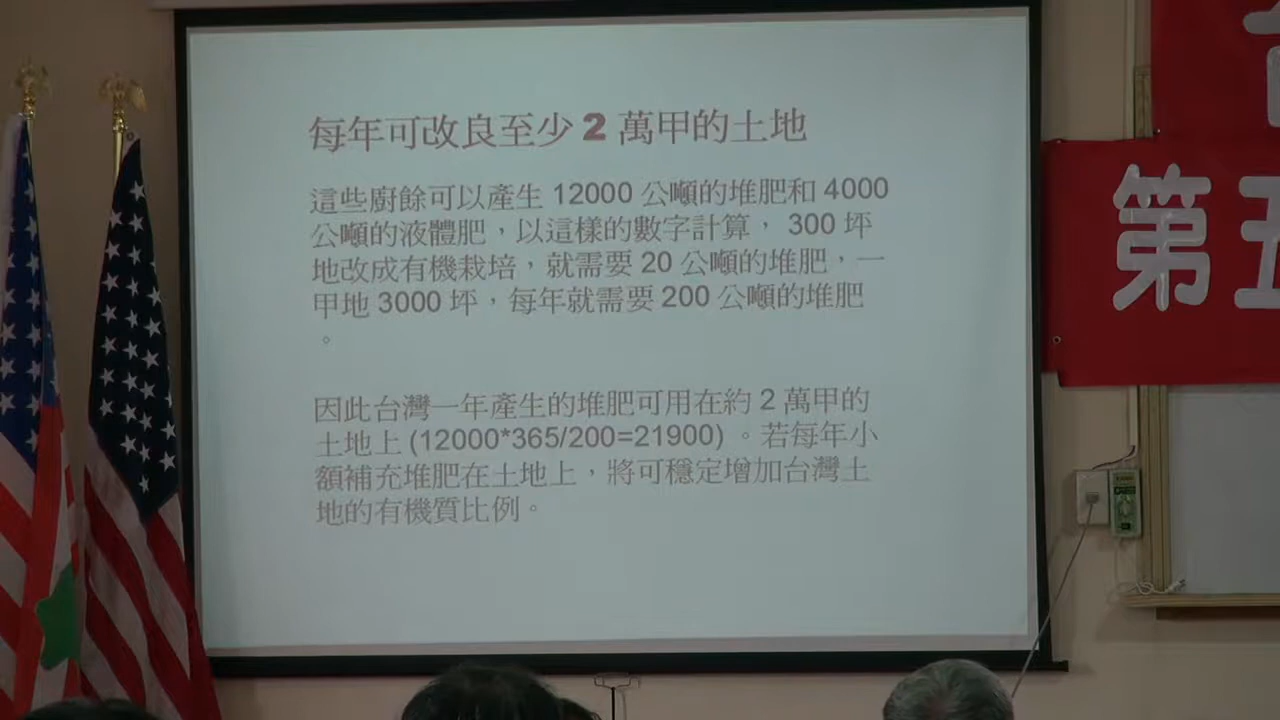 每年可改良至少 2 萬甲的土地
這些廚餘可以產生 12000 公噸的堆肥和 4000
公噸的液體肥，以這樣的數字計算， 300 坪
地改成有機栽培，就需要 20 公噸的堆肥，一
甲地 3000 坪，每年就需要 200 公噸的堆肥
。
因此台灣一年產生的堆肥可用在約 2 萬甲的
土地上 (12000*365/200=21900) 。若每年小
額補充堆肥在土地上，將可穩定增加台灣土
地的有機質比例。
第五